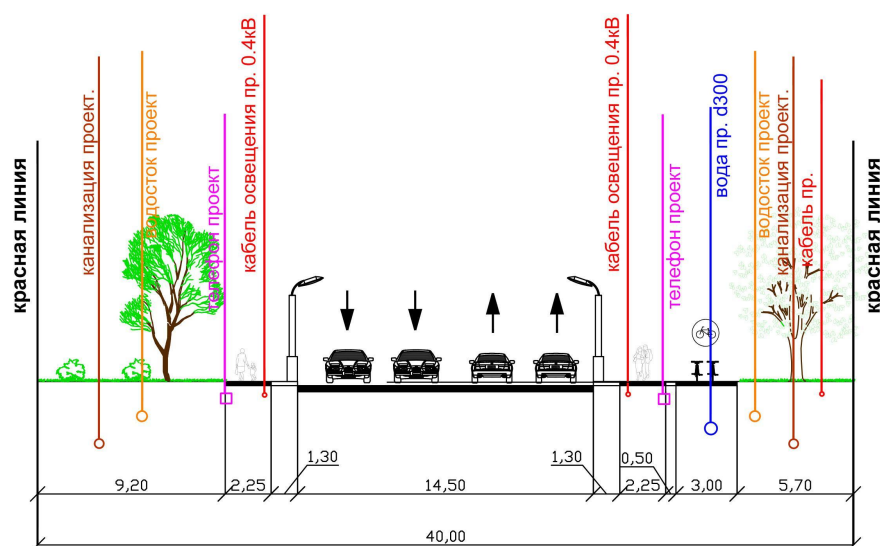 красная линия
канализация проект.
водосток проект
телефон проект
кабель освещения пр. 0.4кВ
кабель освещения пр. 0.4кВ
телефон проект
вода пр. d300
водосток проект
канализация проект.
кабель пр.
красная линия
1,30
1,30
0,50
9,20
2,25
14,50
2,25
3,00
5,70
40,00